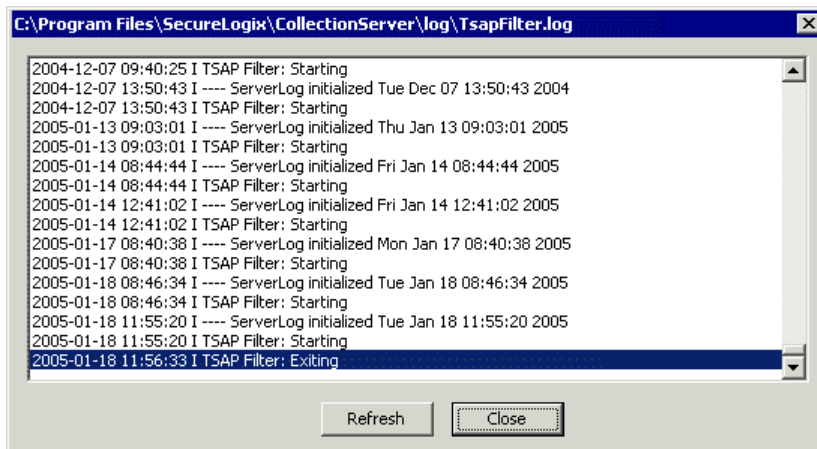 C:\Program Files\SecureLogix\CollectionServer\log\TsapFilter.log
2004-12-07 09:40:25 I TSAP Filter: Starting
2004-12-07 13:50:43 I ---- ServerLog initialized Tue Dec 07 13:50:43 2004
2004-12-07 13:50:43 I TSAP Filter: Starting
2005-01-13 09:03:01 I ---- ServerLog initialized Thu Jan 13 09:03:01 2005
2005-01-13 09:03:01 I TSAP Filter: Starting
2005-01-14 08:44:44 I ---- ServerLog initialized Fri Jan 14 08:44:44 2005
2005-01-14 08:44:44 I TSAP Filter: Starting
2005-01-14 12:41:02 I ---- ServerLog initialized Fri Jan 14 12:41:02 2005
2005-01-14 12:41:02 I TSAP Filter: Starting
2005-01-17 08:40:38 I ---- ServerLog initialized Mon Jan 17 08:40:38 2005
2005-01-17 08:40:38 I TSAP Filter: Starting
2005-01-18 08:46:34 I ---- ServerLog initialized Tue Jan 18 08:46:34 2005
2005-01-18 08:46:34 I TSAP Filter: Starting
2005-01-18 11:55:20 I ---- ServerLog initialized Tue Jan 18 11:55:20 2005
2005-01-18 11:55:20 I TSAP Filter: Starting
2005-01-18 11:56:33 I TSAP Filter: Exiting
Refresh
Close